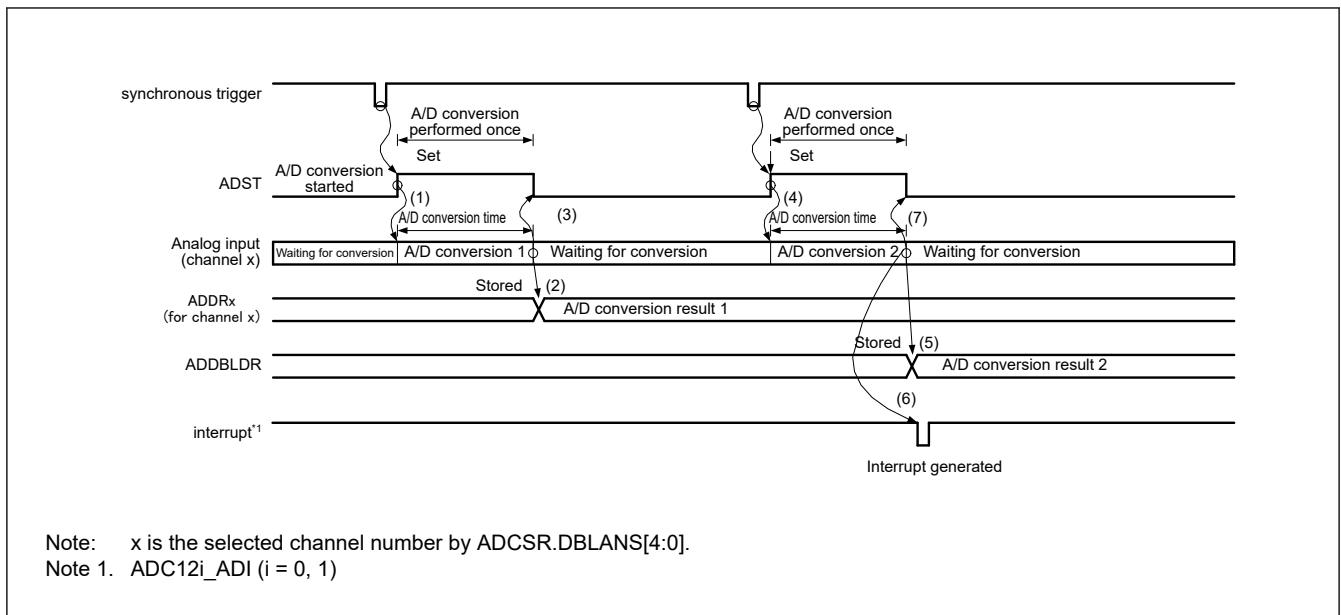 synchronous trigger
A/D conversion
performed once
A/D conversion
performed once
Set
Set
A/D conversion
started
ADST
(1)
(3)
(4)
(7)
A/D conversion time
A/D conversion time
Analog input
(channel x)
Waiting for conversion
A/D conversion 1
Waiting for conversion
A/D conversion 2
Waiting for conversion
Stored
(2)
ADDRx
(for channel x)
A/D conversion result 1
Stored
(5)
ADDBLDR
A/D conversion result 2
(6)
interrupt*1
Interrupt generated
Note: x is the selected channel number by ADCSR.DBLANS[4:0].
Note 1. ADC12i_ADI (i = 0, 1)